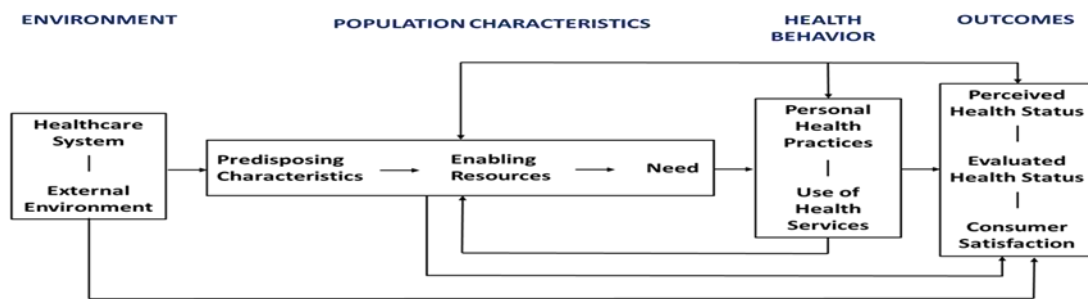 ENVIRONMENT
POPULATION CHARACTERISTICS
HEALTH
BEHAVIOR
OUTCOMES
Healthcare
System
External
Environment
Predisposing
Characteristics
Enabling
Resources
Need
Personal
Health
Practices
Use of
Health
Services
Perceived
Health Status
Evaluated
Health Status
Consumer
Satisfaction